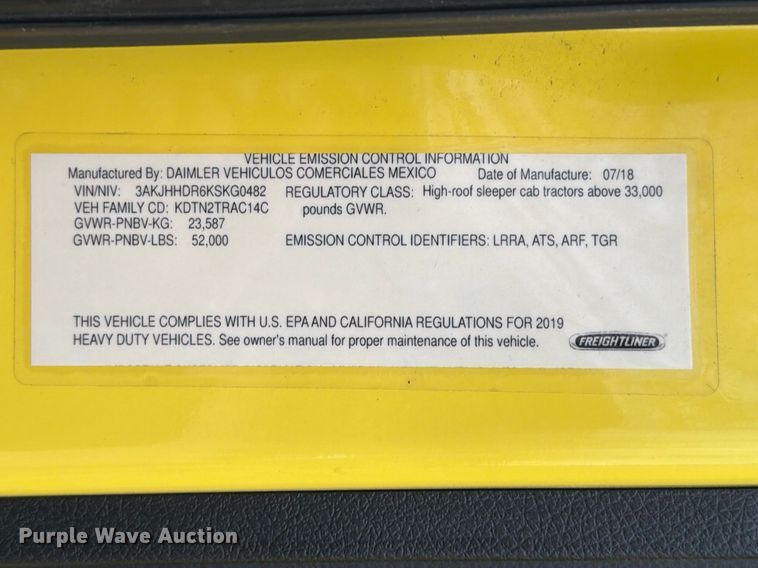 VEHICLE EMISSION CONTROL INFORMATION
Manufactured By: DAIMLER VEHICULOS COMERCIALES MEXICO Date of Manufacture: 07/18
VIN/NIV: 3AKJHHDR6KSKG0482 REGULATORY CLASS: High-roof sleeper cab tractors above 33,000
VEH FAMILY CD: KDTN2TRAC14C pounds GVWR.
GVWR-PNBV-KG: 23,587
GVWR-PNBV-LBS: 52,000 EMISSION CONTROL IDENTIFIERS: LRRA, ATS, ARF, TGR
THIS VEHICLE COMPLIES WITH U.S. EPA AND CALIFORNIA REGULATIONS FOR 2019
HEAVY DUTY VEHICLES. See owner's manual for proper maintenance of this vehicle.
FREIGHTLINER
Purple Wave Auction